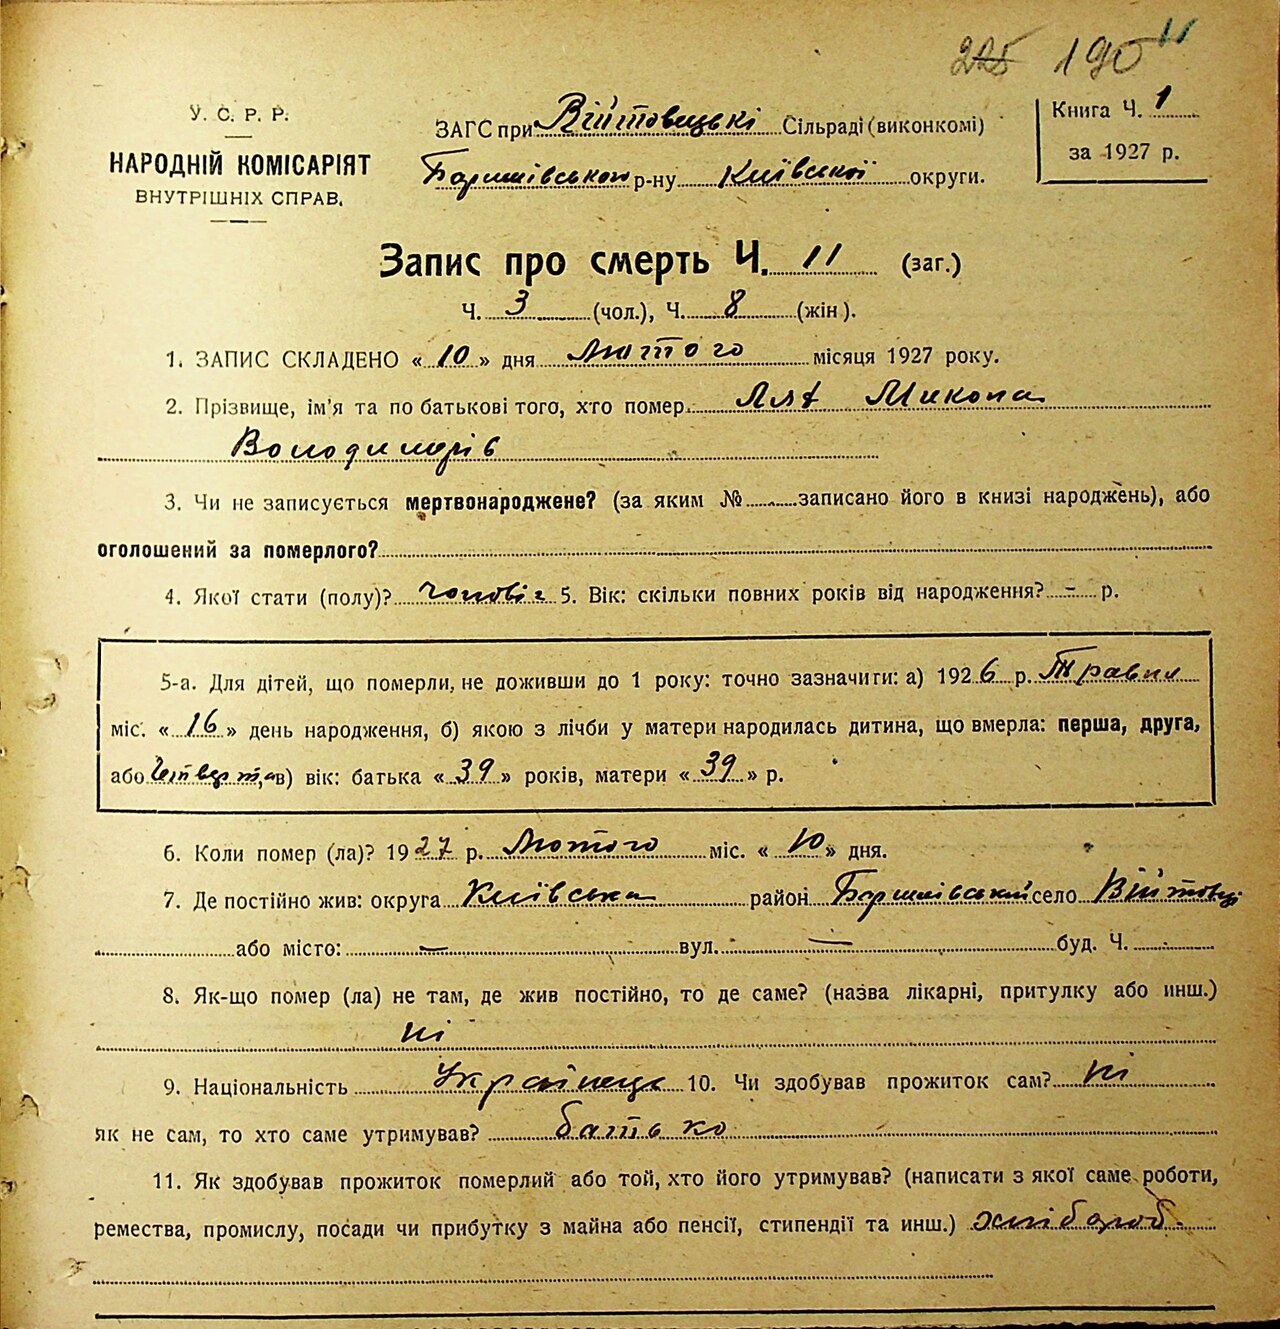 225 190 11
У. С. Р. Р.
НАРОДНІЙ КОМІСАРІЯТ
ВНУТРІШНІХ СПРАВ.
ЗАГС при Війтовецькі Сільраді (виконкомі)
Баришівського р-ну Київської округи.
Книга Ч. 1
за 1927 р.
Запис про смерть Ч. 11 (заг.)
Ч. 3 (чол.), Ч. 8 (жін).
1. ЗАПИС СКЛАДЕНО « 10 » дня Лютого місяця 1927 року.
2. Прізвище, ім'я та по батькові того, хто помер. Микола
Володимирів
3. Чи не записується мертвонароджене? (за яким № записано його в книзі народжень), або
оголошений за померлого?
4. Якої стати (полу)? чоловіч 5. Вік: скільки повних років від народження? - р.
5-а. Для дітей, що померли, не доживши до 1 року: точно зазначити: а) 1926 р. Травня
міс. « 16 » день народження, б) якою з лічби у матери народилась дитина, що вмерла: перша, друга,
або четверта, в) вік: батька « 39 » років, матери « 39 » р.
6. Коли помер (ла)? 1927 р. Лютого міс. « 10 » дня.
7. Де постійно жив: округа Київська район Баришівський село Війтовці
або місто: — вул. — буд. Ч.
8. Як-що помер (ла) не там, де жив постійно, то де саме? (назва лікарні, притулку або инш.)
ні
9. Національність Українець 10. Чи здобував прожиток сам? ні
як не сам, то хто саме утримував? батько
11. Як здобував прожиток померлий або той, хто його утримував? (написати з якої саме роботи,
ремества, промислу, посади чи прибутку з майна або пенсії, стипендії та инш.) хлібороб.